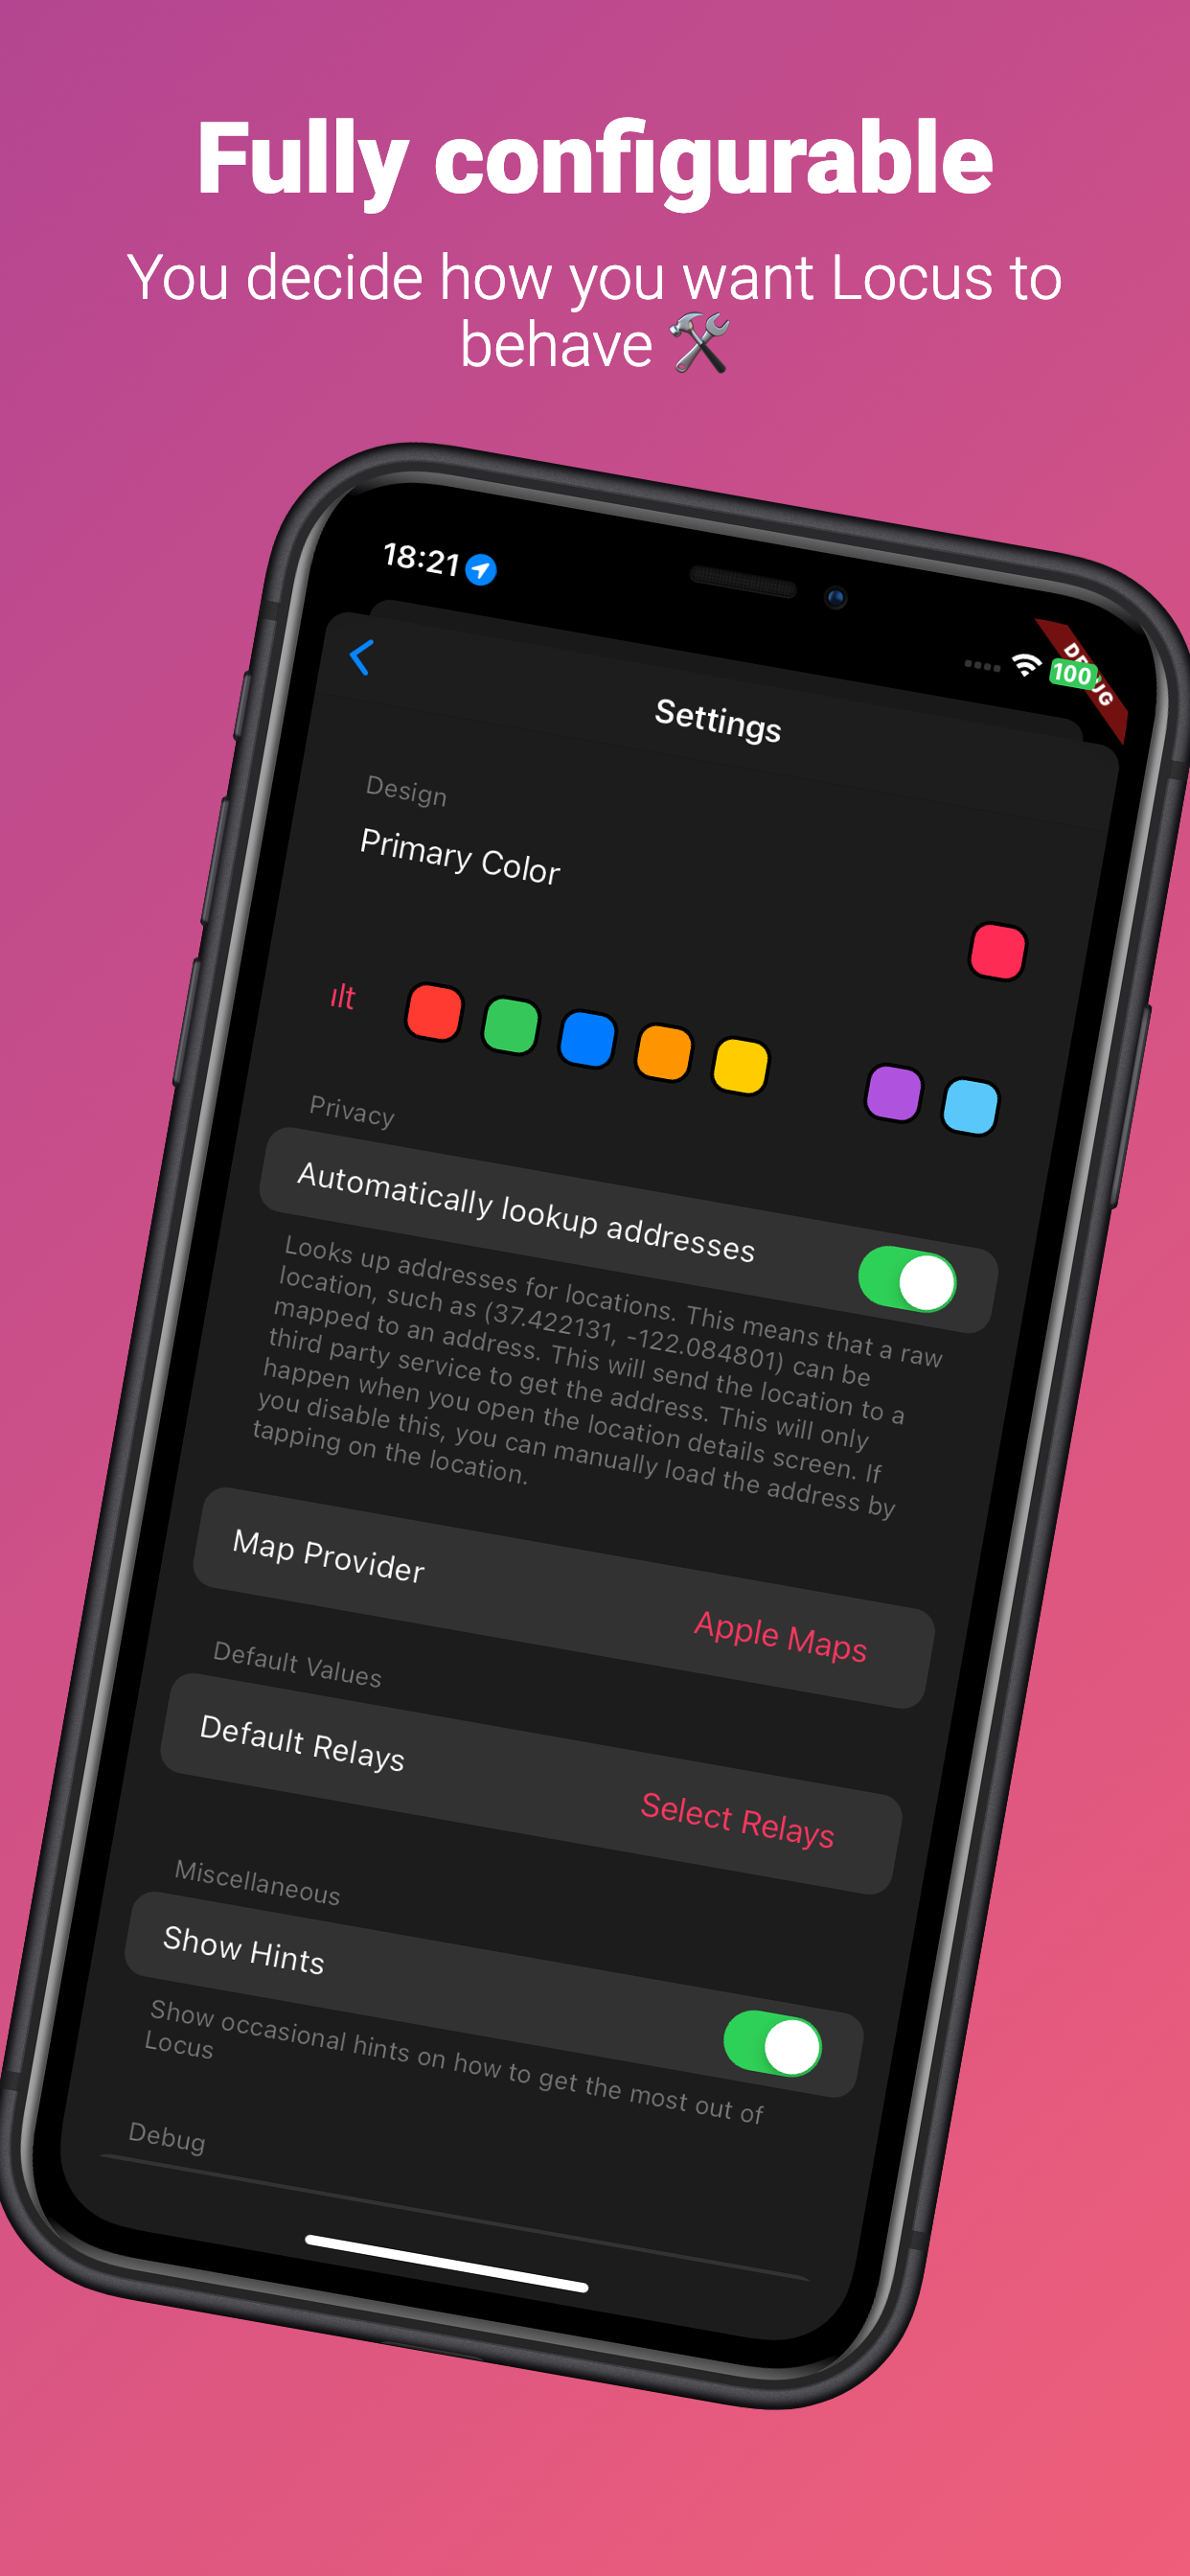 Fully configurable
You decide how you want Locus to
behave 🛠️
18:21
100
Settings
Design
Primary Color
Privacy
Automatically lookup addresses
Looks up addresses for locations. This means that a raw
location, such as (37.422131, -122.084801) can be
mapped to an address. This will send the location to a
third party service to get the address. This will only
happen when you open the location details screen. If
you disable this, you can manually load the address by
tapping on the location.
Map Provider
Apple Maps
Default Values
Default Relays
Select Relays
Miscellaneous
Show Hints
Show occasional hints on how to get the most out of
Locus
Debug